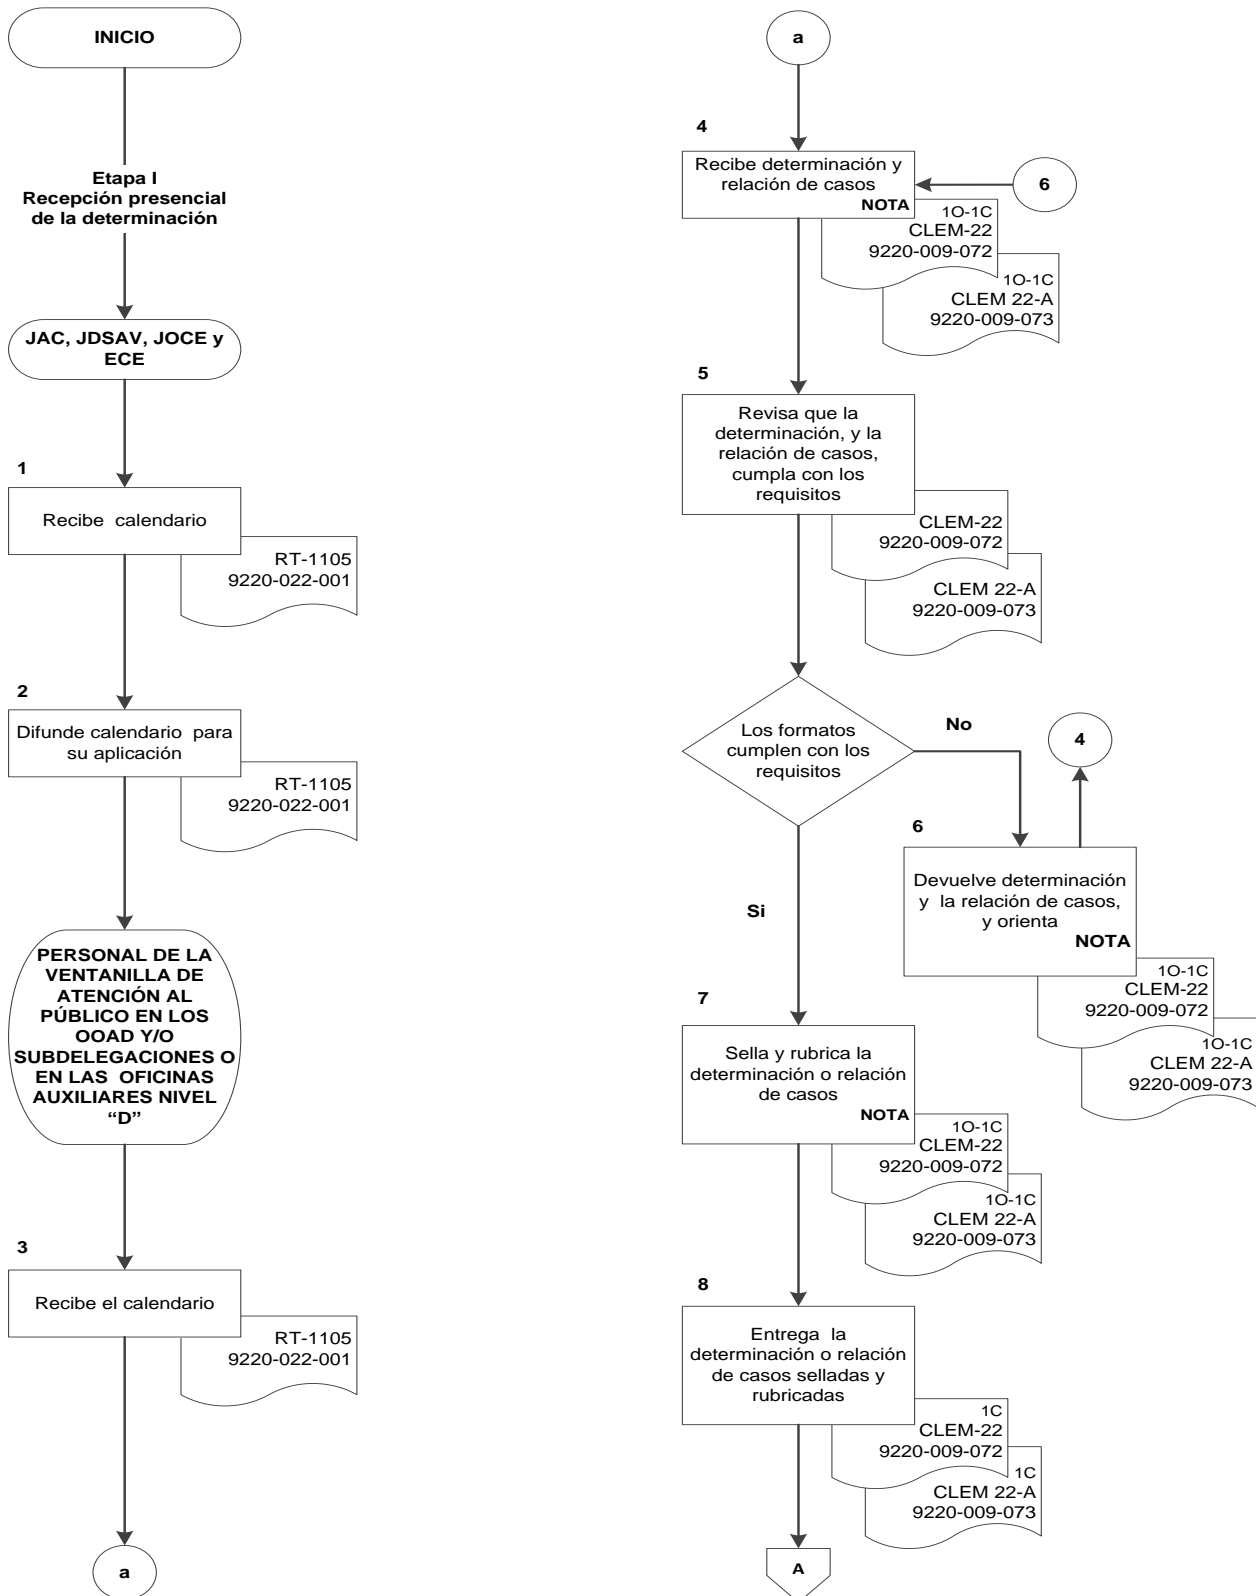 INICIO
Etapa I
Recepción presencial
de la determinación
JAC, JDSAV, JOCE y
ECE
1
Recibe calendario
RT-1105
9220-022-001
2
Difunde calendario para
su aplicación
RT-1105
9220-022-001
PERSONAL DE LA
VENTANILLA DE
ATENCIÓN AL
PÚBLICO EN LOS
OOAD Y/O
SUBDELEGACIONES O
EN LAS OFICINAS
AUXILIARES NIVEL
“D”
3
Recibe el calendario
RT-1105
9220-022-001
a
a
4
Recibe determinación y
relación de casos
NOTA
6
1O-1C
CLEM-22
9220-009-072
1O-1C
CLEM 22-A
9220-009-073
5
Revisa que la
determinación, y la
relación de casos,
cumpla con los
requisitos
CLEM-22
9220-009-072
CLEM 22-A
9220-009-073
Los formatos
cumplen con los
requisitos
No
4
6
Devuelve determinación
y la relación de casos,
y orienta
NOTA
1O-1C
CLEM-22
9220-009-072
1O-1C
CLEM 22-A
9220-009-073
Si
7
Sella y rubrica la
determinación o relación
de casos
NOTA
1O-1C
CLEM-22
9220-009-072
1O-1C
CLEM 22-A
9220-009-073
8
Entrega la
determinación o relación
de casos selladas y
rubricadas
1C
CLEM-22
9220-009-072
1C
CLEM 22-A
9220-009-073
A